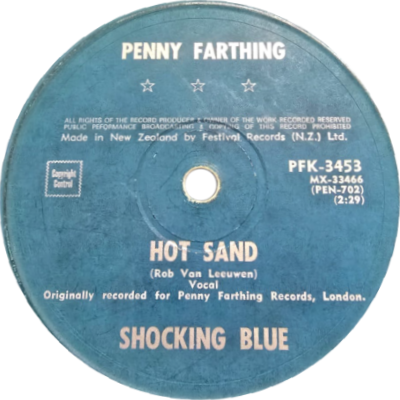 PENNY FARTHING
ALL RIGHTS OF THE RECORD PRODUCER & OWNER OF THE WORK RECORDED RESERVED
PUBLIC PEFORMANCE BROADCASTING & COPYING OF THIS RECORD PROHIBITED
Made in New Zealand by Festival Records (N.Z.) Ltd.
Copyright
Control
PFK-3453
MX-33466
(PEN-702)
(2:29)
HOT SAND
(Rob Van Leeuwen)
Vocal
Originally recorded for Penny Farthing Records, London.
SHOCKING BLUE